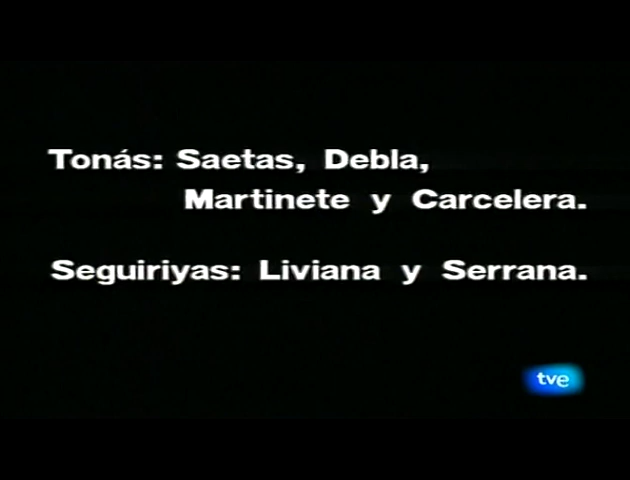 Tonás: Saetas, Debla,
Martinete y Carcelera.
Seguiriyas: Liviana y Serrana.
tve